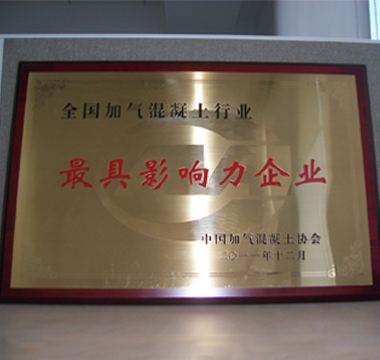 全国加气混凝土行业
最具影响力企业
中国加气混凝土协会
二〇一一年十二月